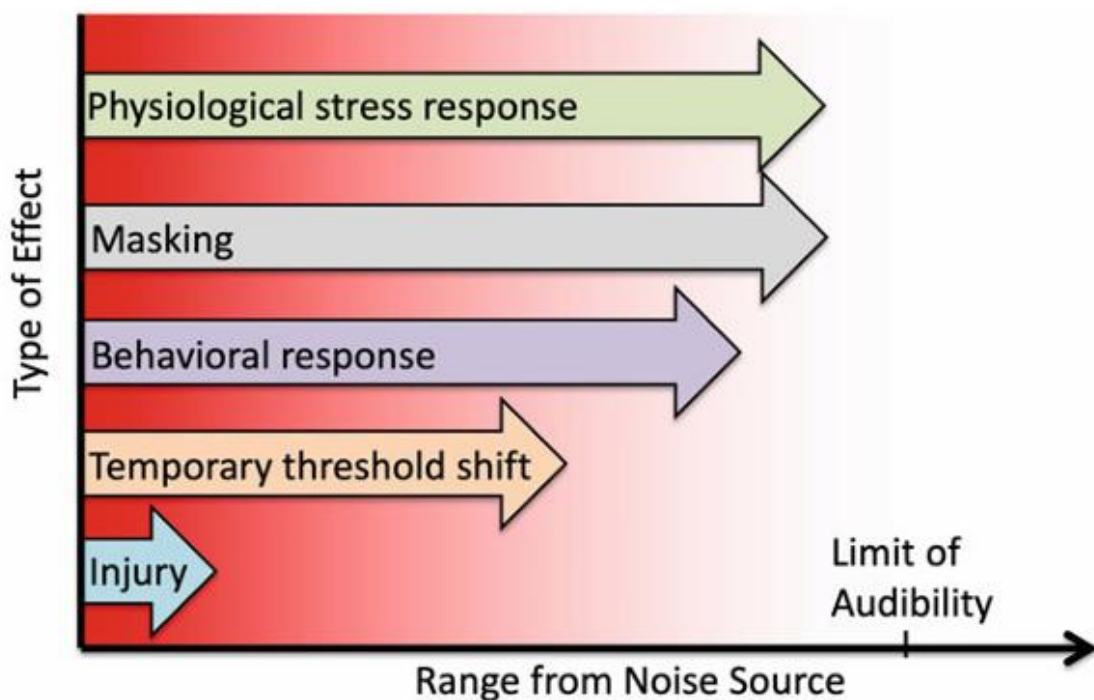 Type of Effect
Physiological stress response
Masking
Behavioral response
Temporary threshold shift
Injury
Limit of
Audibility
Range from Noise Source